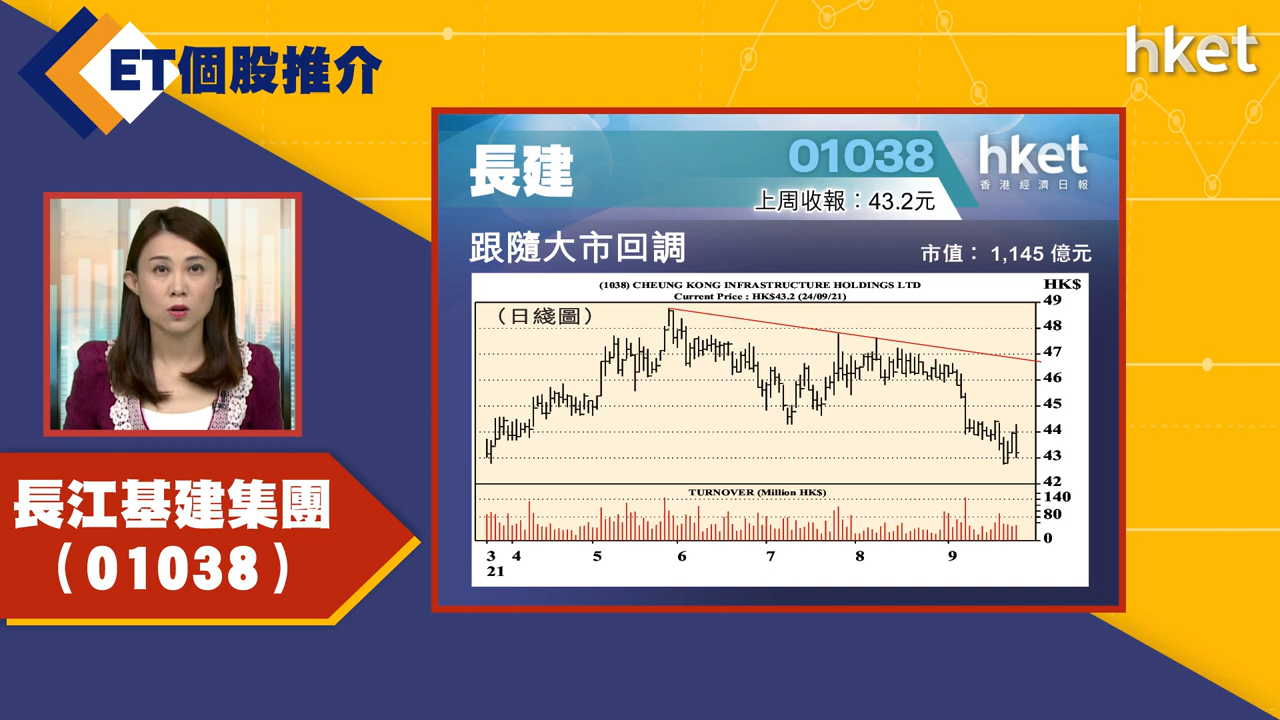 ET個股推介
hket
長建
01038
hket
香港經濟日報
上周收報：43.2元
跟隨大市回調
市值： 1,145 億元
(1038) CHEUNG KONG INFRASTRUCTURE HOLDINGS LTD
Current Price : HK$43.2 (24/09/21)
HK$
（日綫圖）
49
48
47
46
45
44
43
42
TURNOVER (Million HK$)
140
80
0
3 4 5 6 7 8 9
21
長江基建集團
（01038）